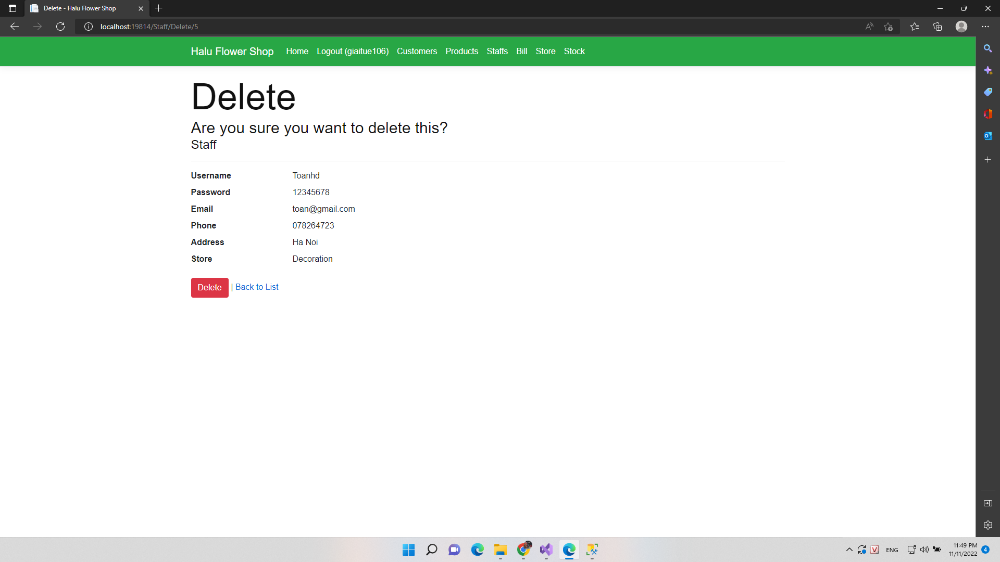 Delete - Halu Flower Shop
localhost:19814/Staff/Delete/5
Halu Flower Shop Home Logout (giaitue106) Customers Products Staffs Bill Store Stock
Delete
Are you sure you want to delete this?
Staff
Username Toanhd
Password 12345678
Email toan@gmail.com
Phone 078264723
Address Ha Noi
Store Decoration
Delete | Back to List
ENG
11:49 PM
11/11/2022
4